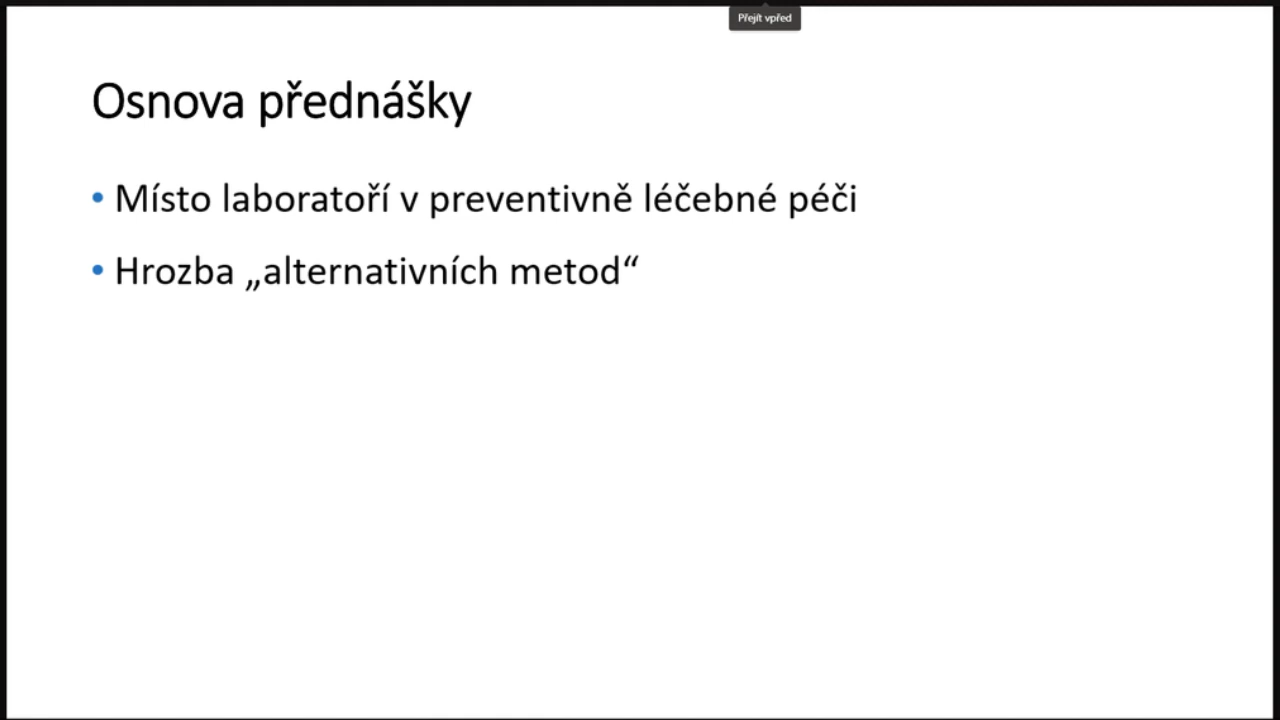 Přejít vpřed
Osnova přednášky
• Místo laboratoří v preventivně léčebné péči
• Hrozba „alternativních metod“